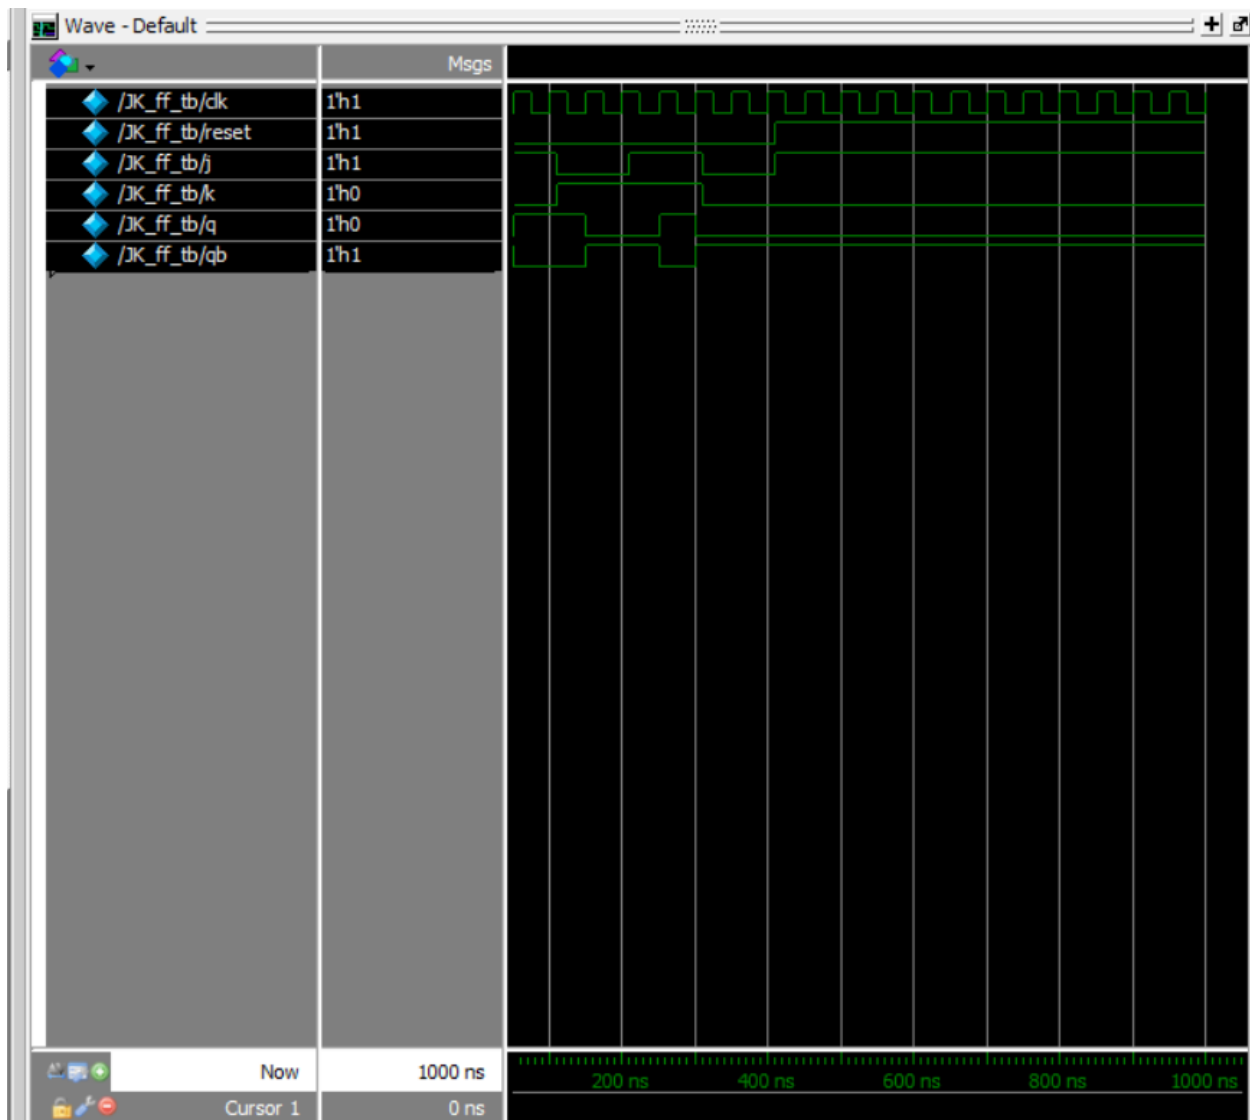 Wave - Default
Msgs
/JK_ff_tb/clk 1'h1
/JK_ff_tb/reset 1'h1
/JK_ff_tb/j 1'h1
/JK_ff_tb/k 1'h0
/JK_ff_tb/q 1'h0
/JK_ff_tb/qb 1'h1
Now 1000 ns
200 ns 400 ns 600 ns 800 ns 1000 ns
Cursor 1 0 ns